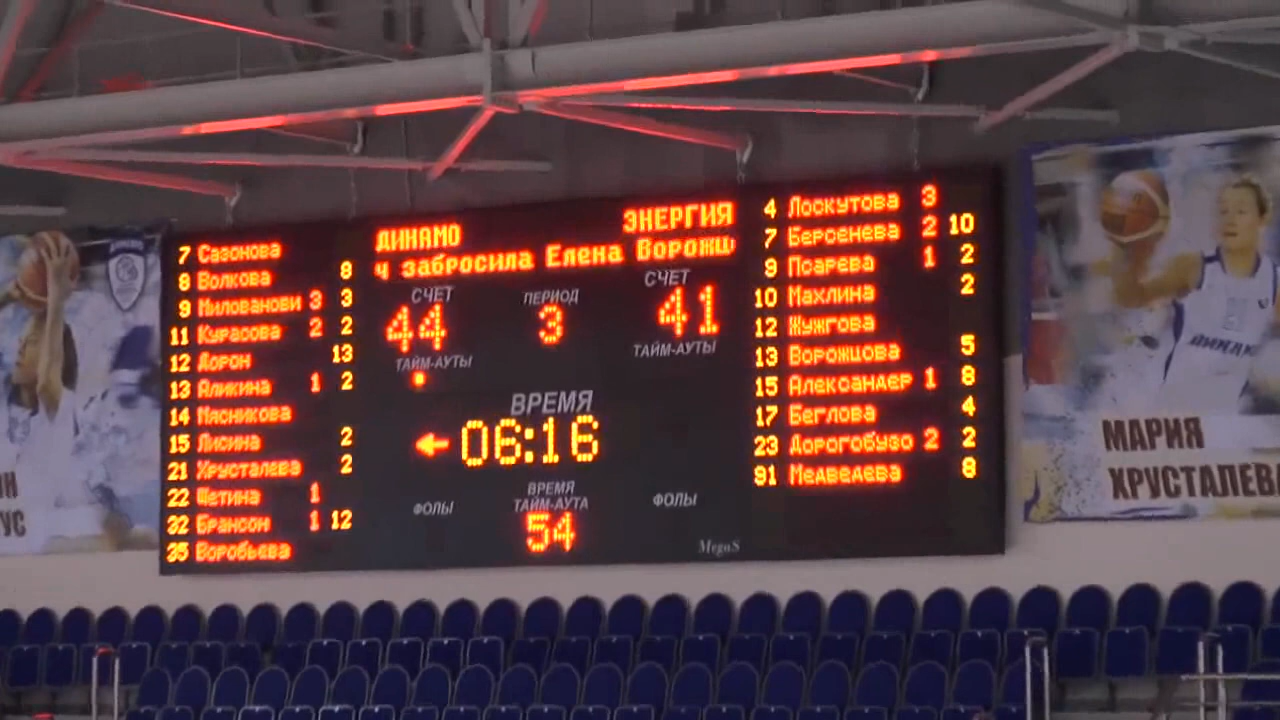 7 Сазонова
8 Волкова 8
9 Миловановиʼ 3 3
11 Курасова 2 2
12 Дорон 13
13 Аликина 1 2
14 Мясникова
15 Лисина 2
21 Хрусталева 2
22 Щетина 1
32 Брансон 1 12
35 Воробьева
ДИНАМО ЭНЕРГИЯ
ч забросила Елена Ворожц
СЧЕТ ПЕРИОД СЧЕТ
44 3 41
ТАЙМ-АУТЫ ТАЙМ-АУТЫ
ВРЕМЯ
06:16
ФОЛЫ ВРЕМЯ ТАЙМ-АУТА ФОЛЫ
54
MegaS
4 Лоскутова 3
7 Берсенева 2 10
9 Псарева 1 2
10 Махлина 2
12 Жужгова
13 Ворожцова 5
15 Александер 1 8
17 Беглова 4
23 Дорогобузо 2 2
91 Медведева 8
МАРИЯ
ХРУСТАЛЕВА